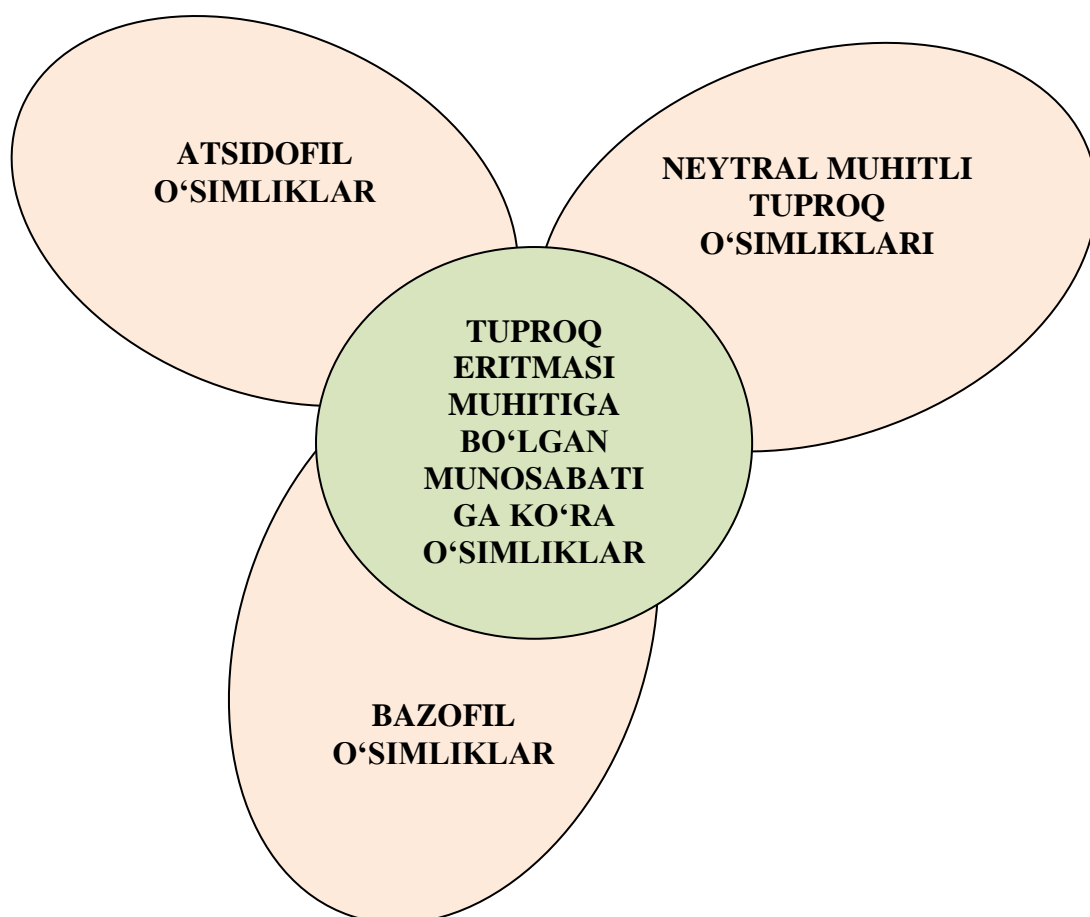 ATSIDOFIL
O‘SIMLIKLAR
NEYTRAL MUHITLI
TUPROQ
O‘SIMLIKLARI
TUPROQ
ERITMASI
MUHITIGA
BO‘LGAN
MUNOSABATI
GA KO‘RA
O‘SIMLIKLAR
BAZOFIL
O‘SIMLIKLAR